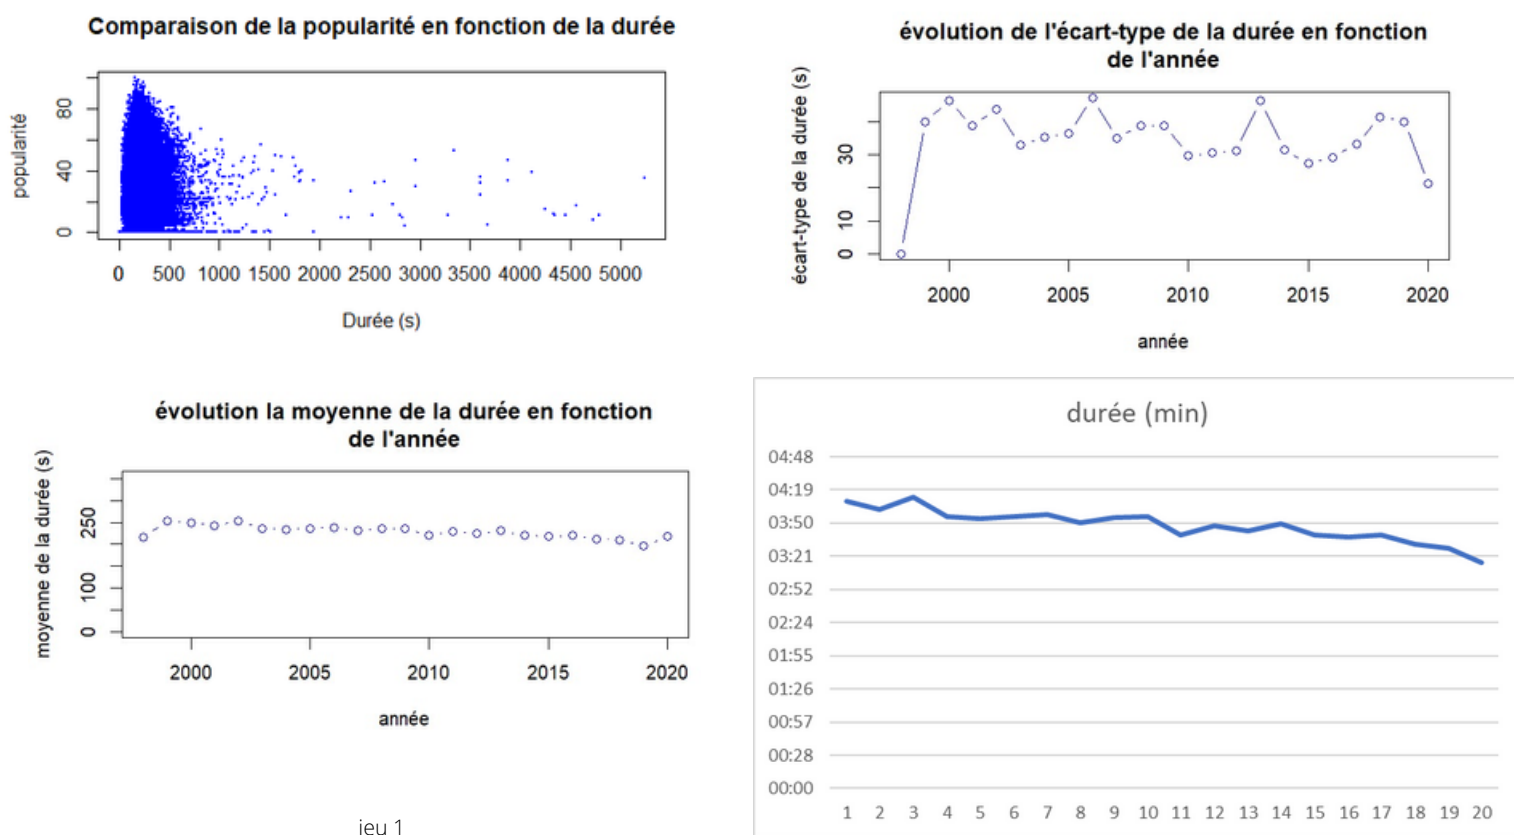 Comparaison de la popularité en fonction de la durée
popularité
80
40
0
0 500 1000 1500 2000 2500 3000 3500 4000 4500 5000
Durée (s)
évolution de l'écart-type de la durée en fonction
de l'année
écart-type de la durée (s)
30
10
0
2000 2005 2010 2015 2020
année
évolution la moyenne de la durée en fonction
de l'année
moyenne de la durée (s)
250
100
0
2000 2005 2010 2015 2020
année
jeu 1
durée (min)
04:48
04:19
03:50
03:21
02:52
02:24
01:55
01:26
00:57
00:28
00:00
1 2 3 4 5 6 7 8 9 10 11 12 13 14 15 16 17 18 19 20